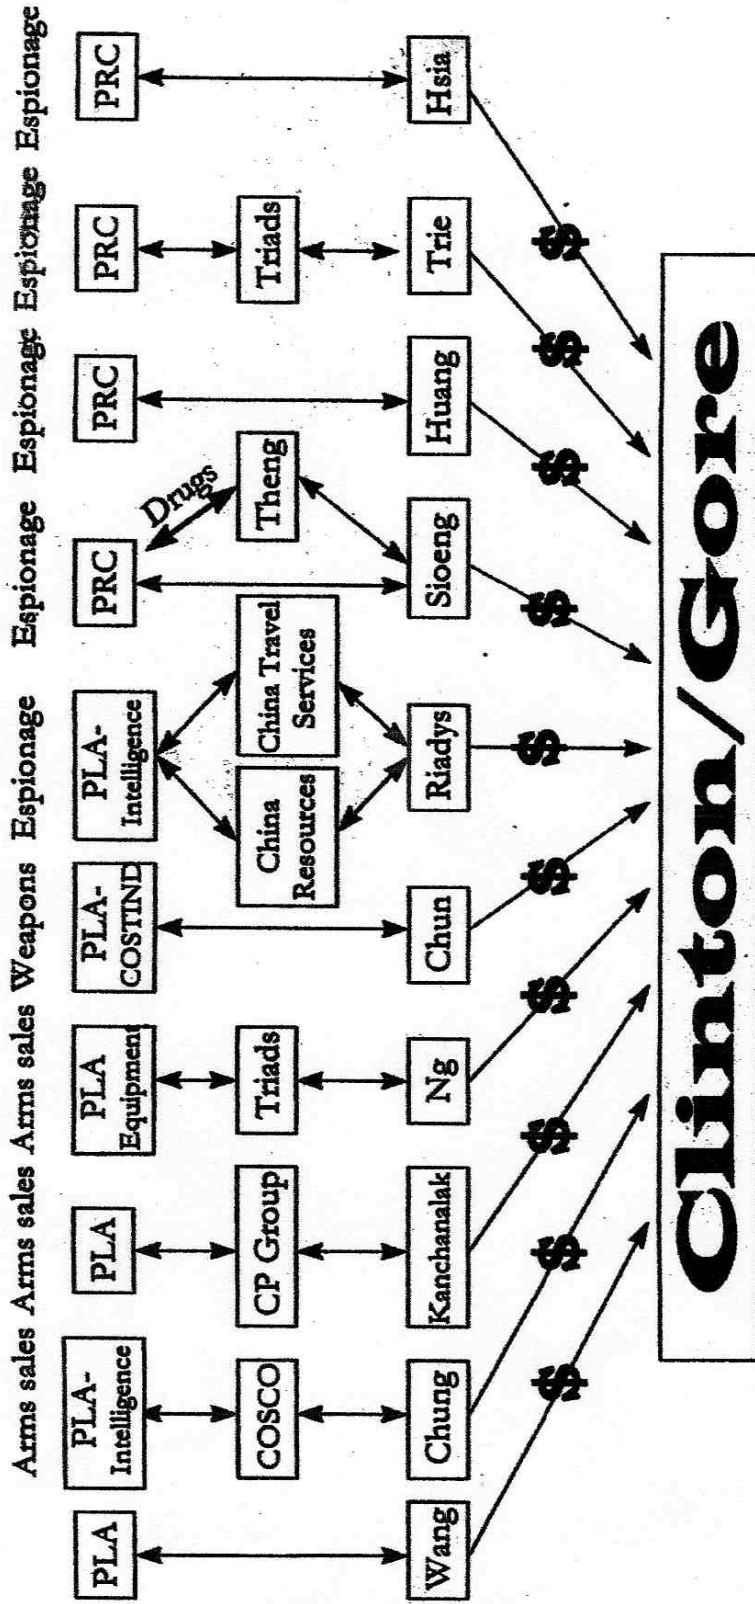 Arms sales Arms sales Arms sales Weapons Espionage Espionage Espionage Espionage Espionage
PLA
PLA-
Intelligence
PLA
PLA
Equipment
PLA-
COSTIND
PLA-
Intelligence
PRC
PRC
PRC
PRC
Drugs
COSCO
CP Group
Triads
China
Resources
China Travel
Services
Theng
Triads
Wang
Chung
Kanchanalak
Ng
Chun
Riadys
Sioeng
Huang
Trie
Hsia
$
$
$
$
$
$
$
$
$
$
Clinton/Gore